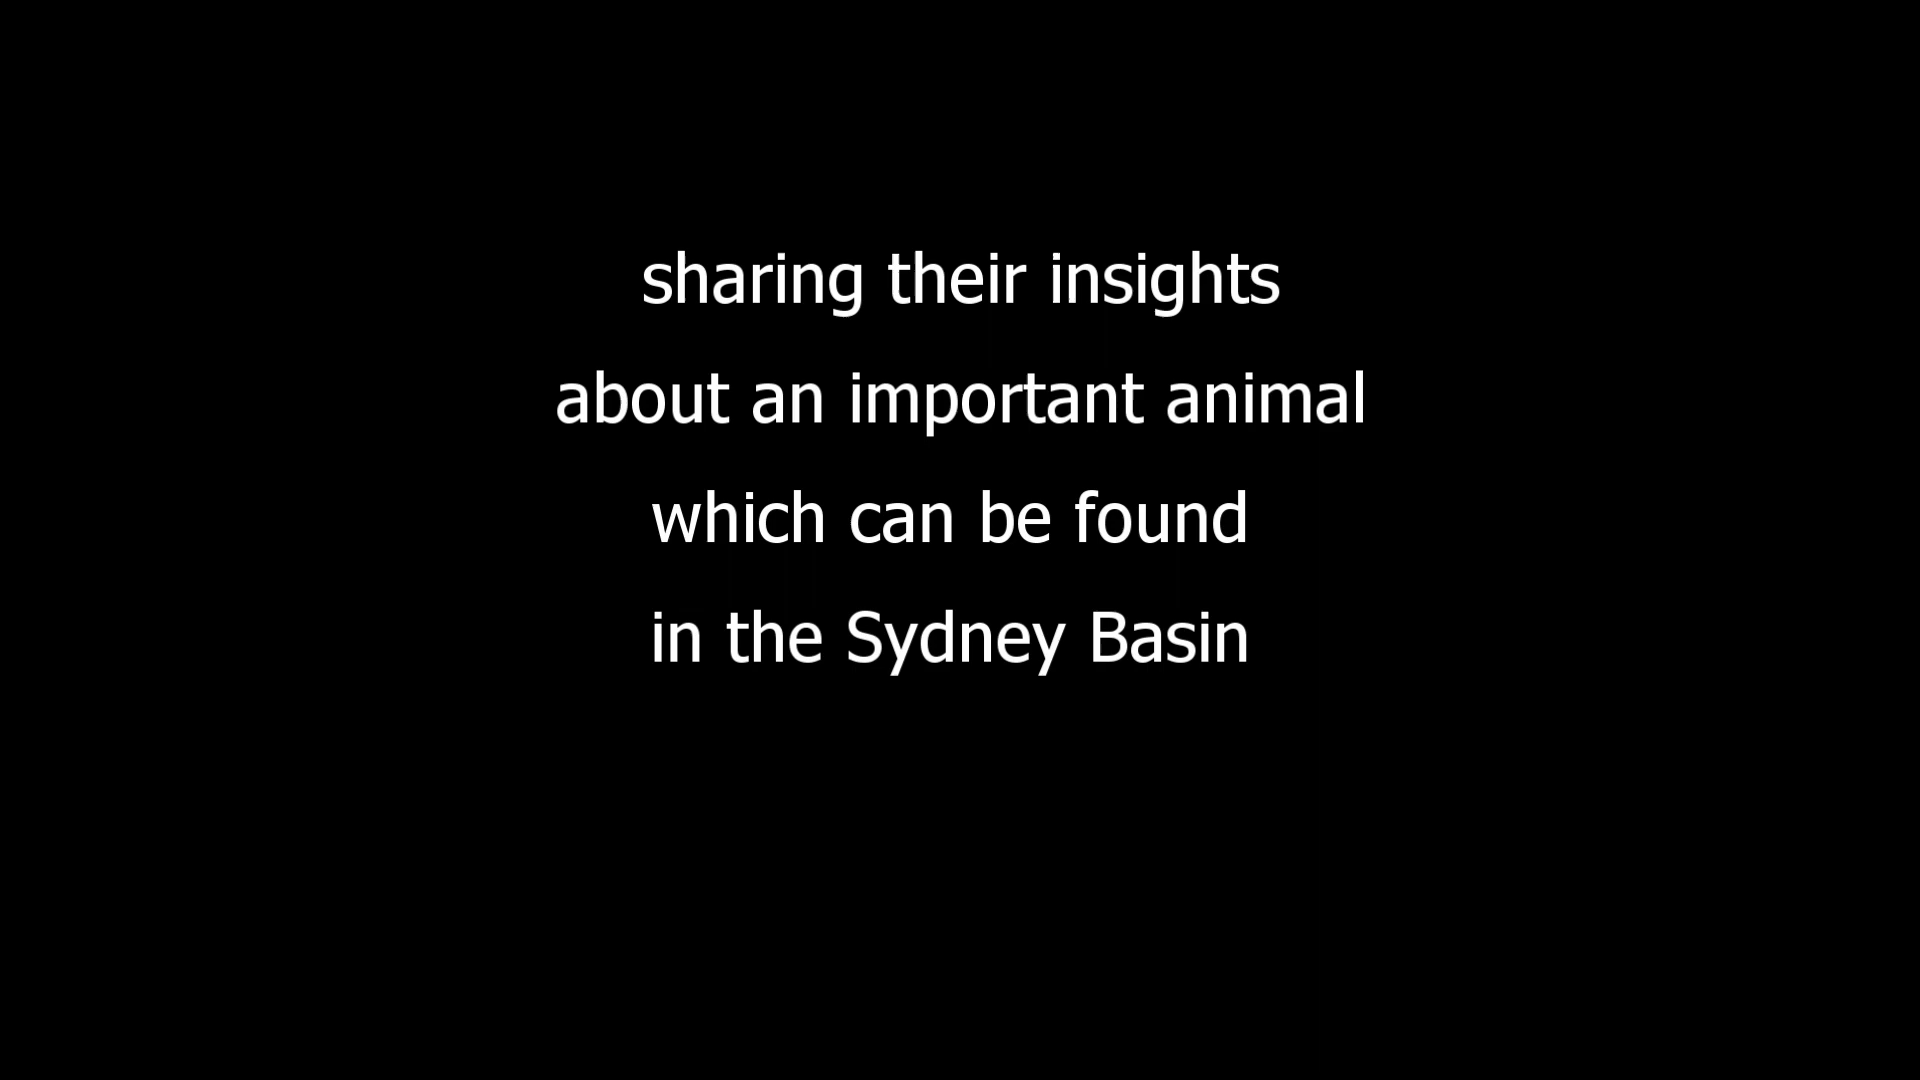 sharing their insights
about an important animal
which can be found
in the Sydney Basin